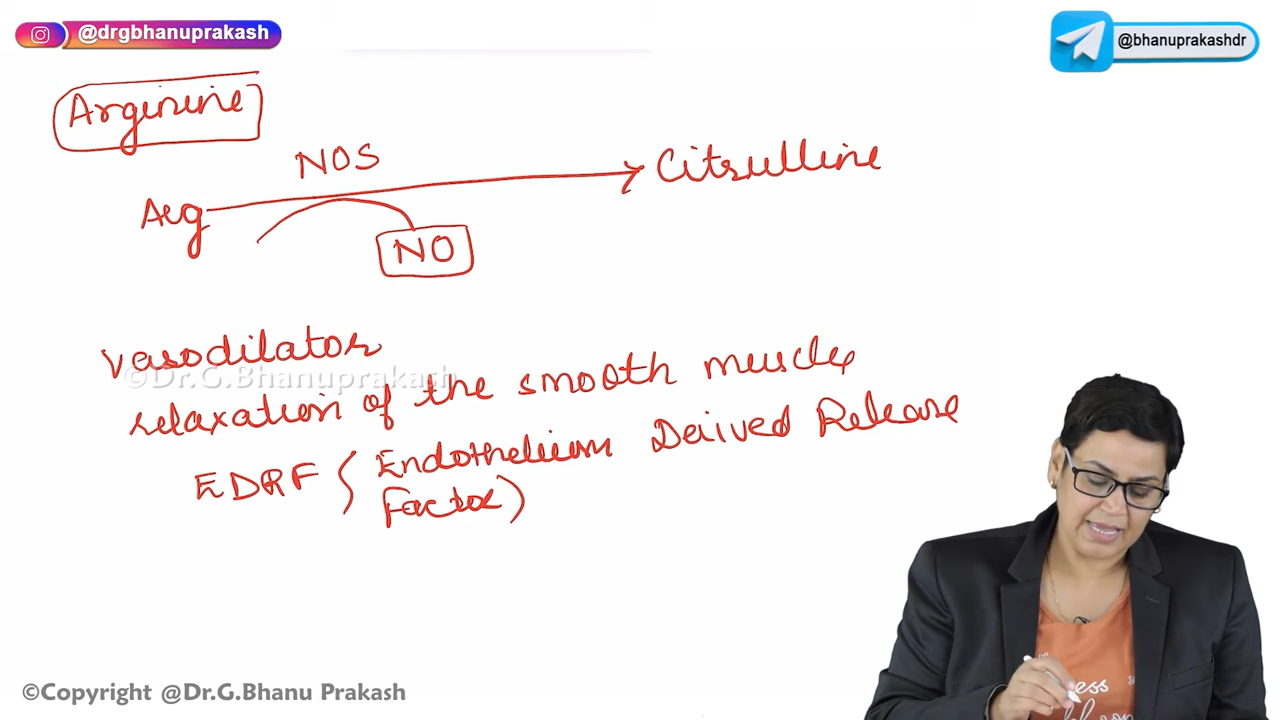 @drgbhanuprakash
@bhanuprakashdr
Arginine
NOS
Arg → Citrulline
NO
vasodilator
©Dr.G.Bhanuprakash
relaxation of the smooth muscles
EDRF (Endothelium Derived Release
Factor)
©Copyright @Dr.G.Bhanu Prakash